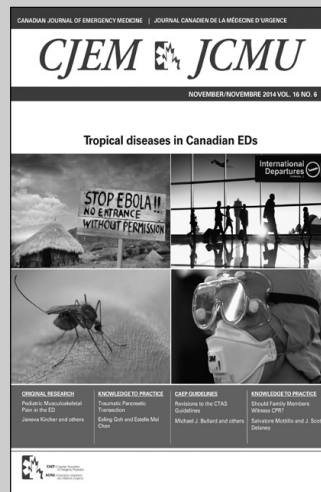 CANADIAN JOURNAL OF EMERGENCY MEDICINE | JOURNAL CANADIEN DE LA MÉDECINE D'URGENCE
CJEM JCMU
NOVEMBER/NOVEMBRE 2014 VOL. 16 NO. 6
Tropical diseases in Canadian EDs
STOP EBOLA!!
NO ENTRANCE
WITHOUT PERMISSION
International
Departures
ORIGINAL RESEARCH
Pediatric Musculoskeletal
Pain in the ED
Janeva Kircher and others
KNOWLEDGE TO PRACTICE
Traumatic Pancreatic
Transection
Esling Goh and Estelle Mei
Chen
CAEP GUIDELINES
Revisions to the CTAS
Guidelines
Michael J. Bullard and others
KNOWLEDGE TO PRACTICE
Should Family Members
Witness CPR?
Salvatore Mottillo and J. Scott
Delaney
CAEP
ACMU